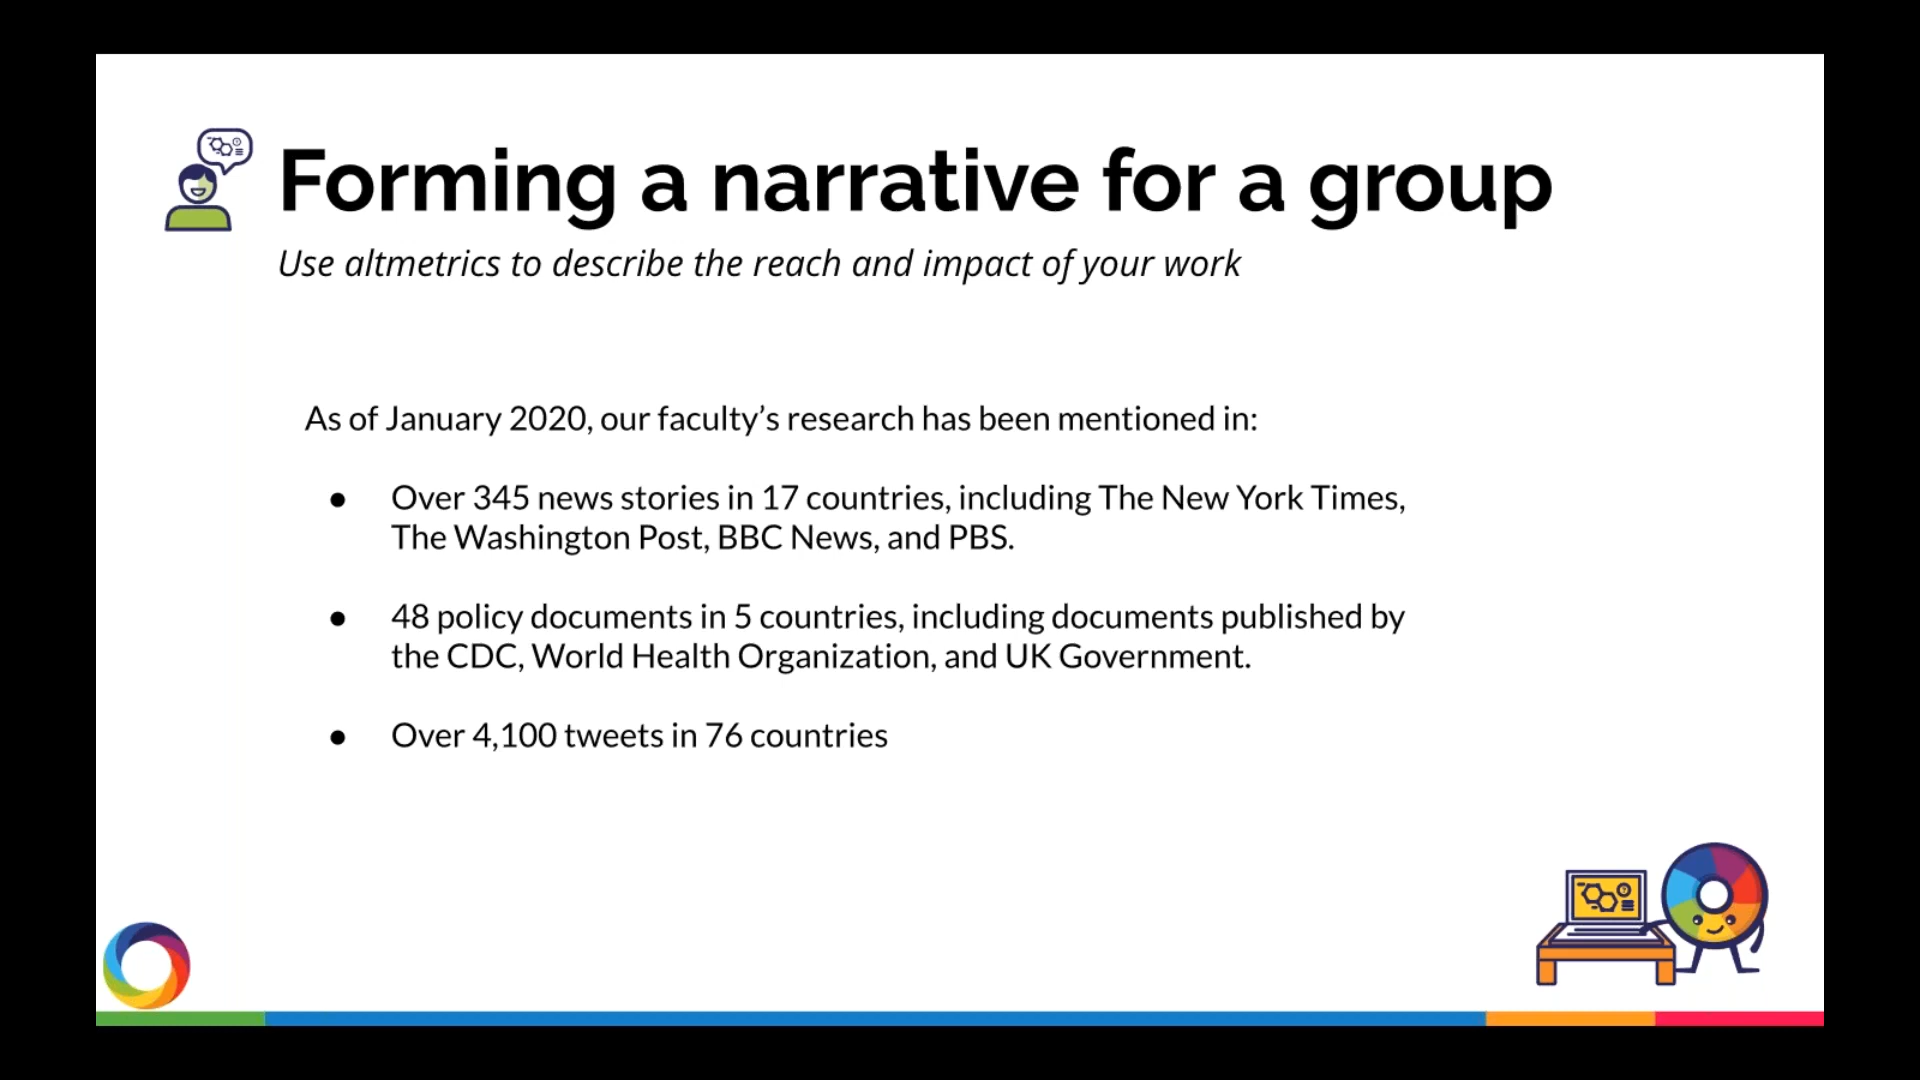 Forming a narrative for a group
Use altmetrics to describe the reach and impact of your work
As of January 2020, our faculty’s research has been mentioned in:
● Over 345 news stories in 17 countries, including The New York Times,
The Washington Post, BBC News, and PBS.
● 48 policy documents in 5 countries, including documents published by
the CDC, World Health Organization, and UK Government.
● Over 4,100 tweets in 76 countries